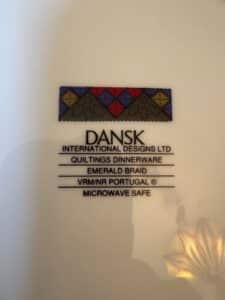 DANSK
INTERNATIONAL DESIGNS LTD
QUILTINGS DINNERWARE
EMERALD BRAID
VRM/NR PORTUGAL ©
MICROWAVE SAFE